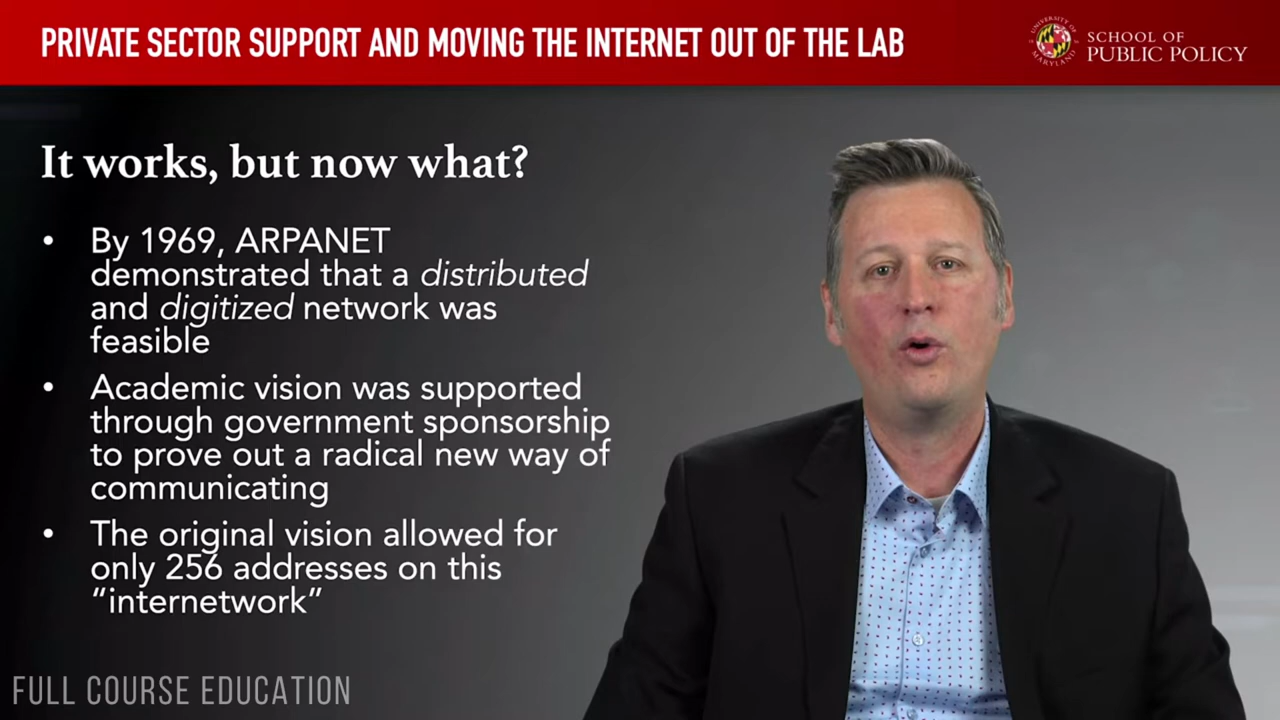 PRIVATE SECTOR SUPPORT AND MOVING THE INTERNET OUT OF THE LAB
UNIVERSITY OF
MARYLAND
SCHOOL OF
PUBLIC POLICY
It works, but now what?
• By 1969, ARPANET
demonstrated that a distributed
and digitized network was
feasible
• Academic vision was supported
through government sponsorship
to prove out a radical new way of
communicating
• The original vision allowed for
only 256 addresses on this
“internetwork”
FULL COURSE EDUCATION